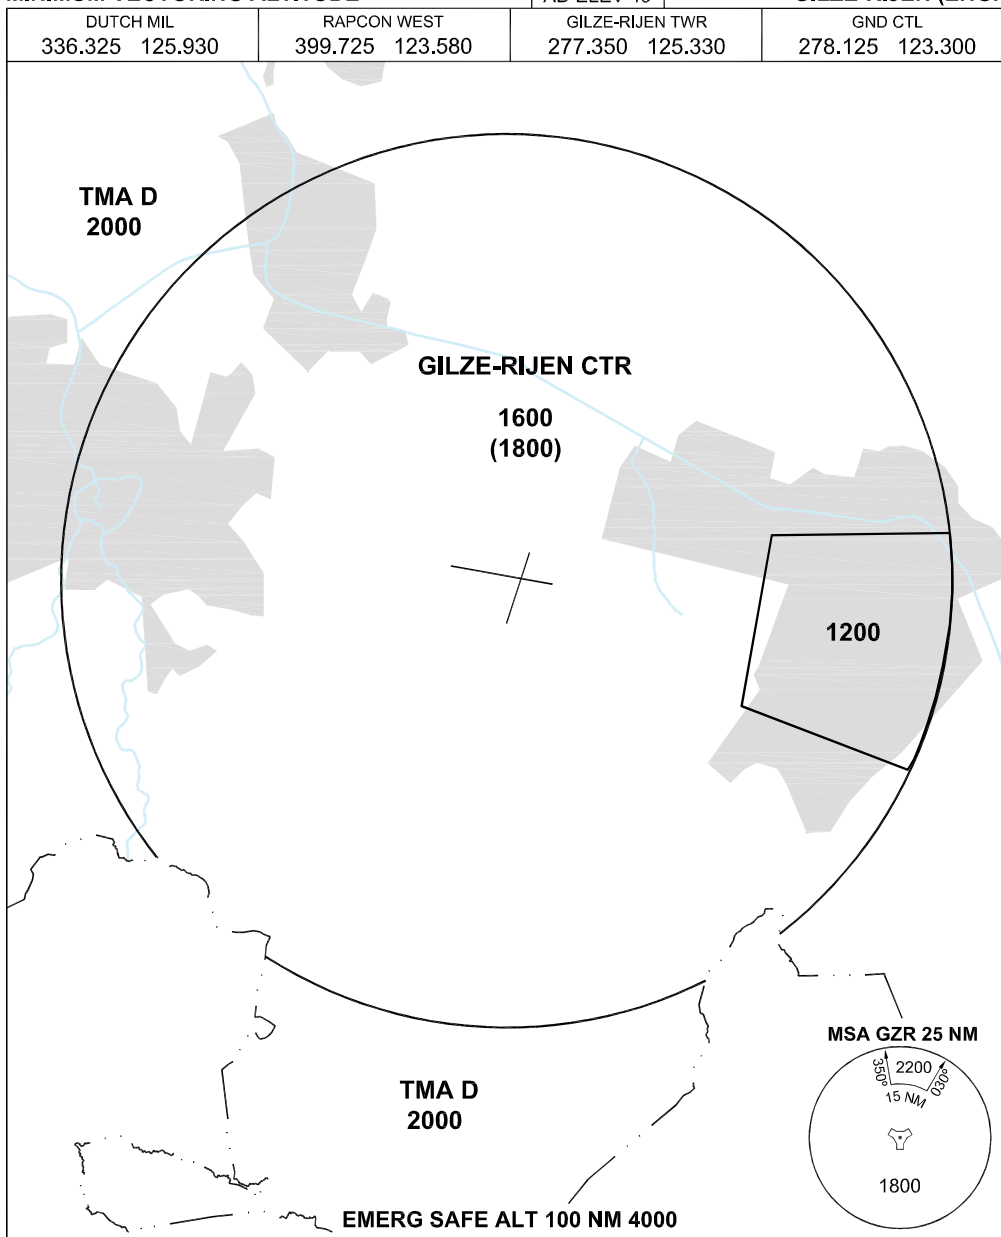 DUTCH MIL
336.325 125.930
RAPCON WEST
399.725 123.580
GILZE-RIJEN TWR
277.350 125.330
GND CTL
278.125 123.300
TMA D
2000
GILZE-RIJEN CTR
1600
(1800)
1200
MSA GZR 25 NM
350°
2200
030°
15 NM
1800
TMA D
2000
EMERG SAFE ALT 100 NM 4000